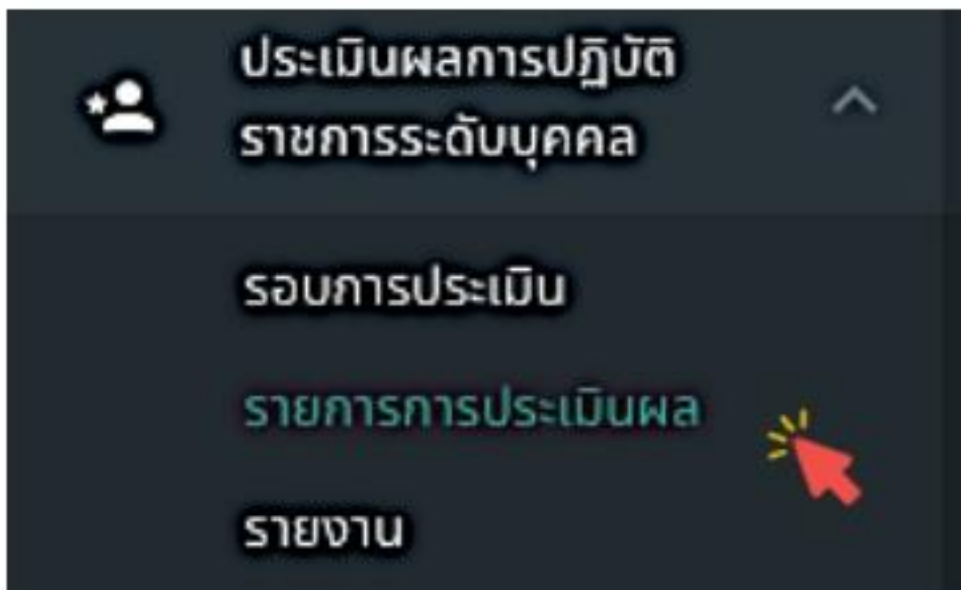 ประเมินผลการปฏิบัติ
ราชการระดับบุคคล
รอบการประเมิน
รายการการประเมินผล
รายงาน